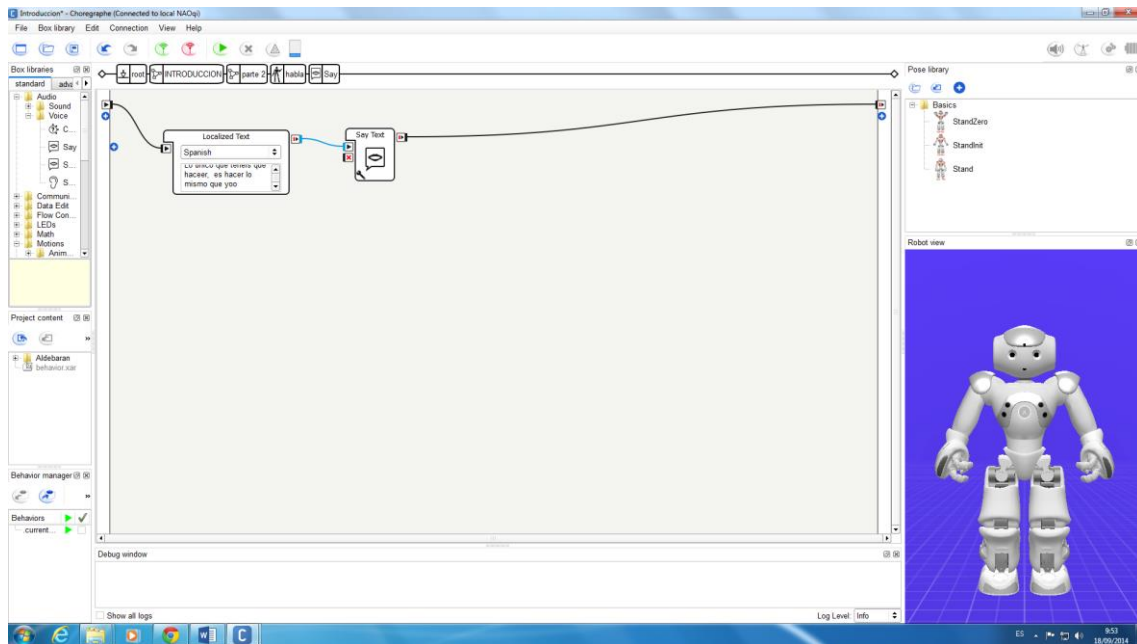 Introduccion* - Choregraphe (Connected to local NAOqi)
File Edit Connection View Help
Box libraries
standard adva
Audio
Sound
Voice
C...
Say
S...
S...
Communi...
Data Edit
Flow Con...
LEDs
Math
Motions
Anim...
root INTRODUCCION parte 2 habla Say
Localized Text
Spanish
Lo único que tenéis que
haceer, es hacer lo
mismo que yoo
Say Text
Project content
Aldebaran
behavior.xar
Behavior manager
Behaviors
current...
Debug window
Show all logs
Log Level: Info
Pose library
Basics
StandZero
StandInit
Stand
Robot view
ES
9:53
18/09/2014